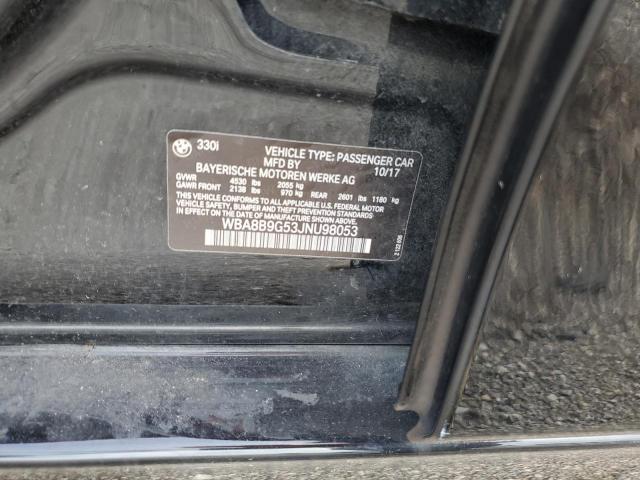 330i
VEHICLE TYPE: PASSENGER CAR
MFD BY 10/17
BAYERISCHE MOTOREN WERKE AG
GVWR 4530 lbs 2055 kg
GAWR FRONT 2138 lbs 970 kg REAR 2601 lbs 1180 kg
THIS VEHICLE CONFORMS TO ALL APPLICABLE U.S. FEDERAL MOTOR
VEHICLE SAFETY, BUMPER, AND THEFT PREVENTION STANDARDS IN
EFFECT ON THE DATE OF MANUFACTURE SHOWN ABOVE.
WBA8B9G53JNU98053